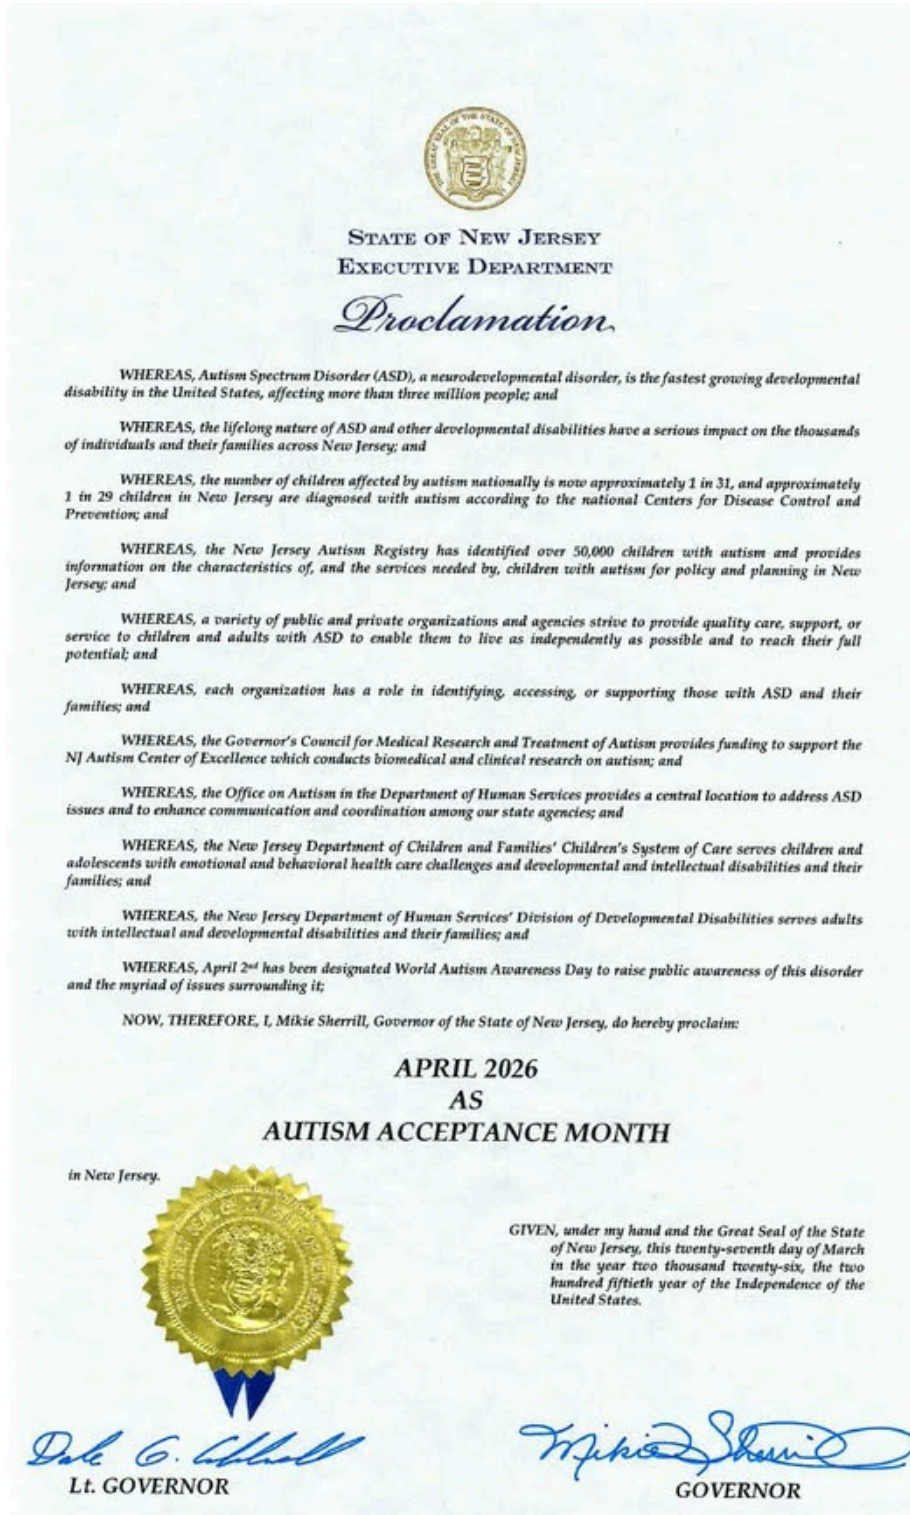 THE GREAT SEAL OF THE STATE OF NEW JERSEY
STATE OF NEW JERSEY
EXECUTIVE DEPARTMENT
Proclamation
WHEREAS, Autism Spectrum Disorder (ASD), a neurodevelopmental disorder, is the fastest growing developmental
disability in the United States, affecting more than three million people; and
WHEREAS, the lifelong nature of ASD and other developmental disabilities have a serious impact on the thousands
of individuals and their families across New Jersey; and
WHEREAS, the number of children affected by autism nationally is now approximately 1 in 31, and approximately
1 in 29 children in New Jersey are diagnosed with autism according to the national Centers for Disease Control and
Prevention; and
WHEREAS, the New Jersey Autism Registry has identified over 50,000 children with autism and provides
information on the characteristics of, and the services needed by, children with autism for policy and planning in New
Jersey; and
WHEREAS, a variety of public and private organizations and agencies strive to provide quality care, support, or
service to children and adults with ASD to enable them to live as independently as possible and to reach their full
potential; and
WHEREAS, each organization has a role in identifying, accessing, or supporting those with ASD and their
families; and
WHEREAS, the Governor's Council for Medical Research and Treatment of Autism provides funding to support the
NJ Autism Center of Excellence which conducts biomedical and clinical research on autism; and
WHEREAS, the Office on Autism in the Department of Human Services provides a central location to address ASD
issues and to enhance communication and coordination among our state agencies; and
WHEREAS, the New Jersey Department of Children and Families' Children's System of Care serves children and
adolescents with emotional and behavioral health care challenges and developmental and intellectual disabilities and their
families; and
WHEREAS, the New Jersey Department of Human Services' Division of Developmental Disabilities serves adults
with intellectual and developmental disabilities and their families; and
WHEREAS, April 2nd has been designated World Autism Awareness Day to raise public awareness of this disorder
and the myriad of issues surrounding it;
NOW, THEREFORE, I, Mikie Sherrill, Governor of the State of New Jersey, do hereby proclaim:
APRIL 2026
AS
AUTISM ACCEPTANCE MONTH
in New Jersey.
GIVEN, under my hand and the Great Seal of the State
of New Jersey, this twenty-seventh day of March
in the year two thousand twenty-six, the two
hundred fiftieth year of the Independence of the
United States.
Dale G.
Lt. GOVERNOR
Mikie Sherrill
GOVERNOR